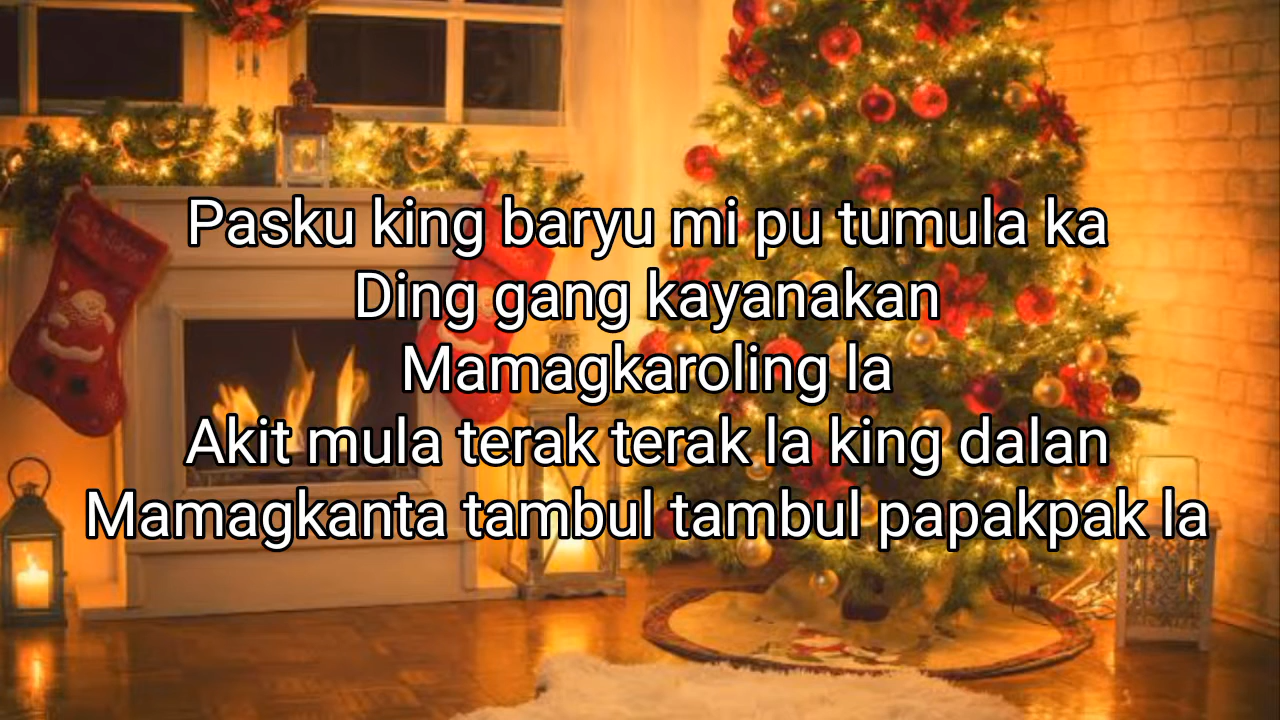 Pasku king baryu mi pu tumula ka
Ding gang kayanakan
Mamagkaroling la
Akit mula terak terak la king dalan
Mamagkanta tambul tambul papakpak la